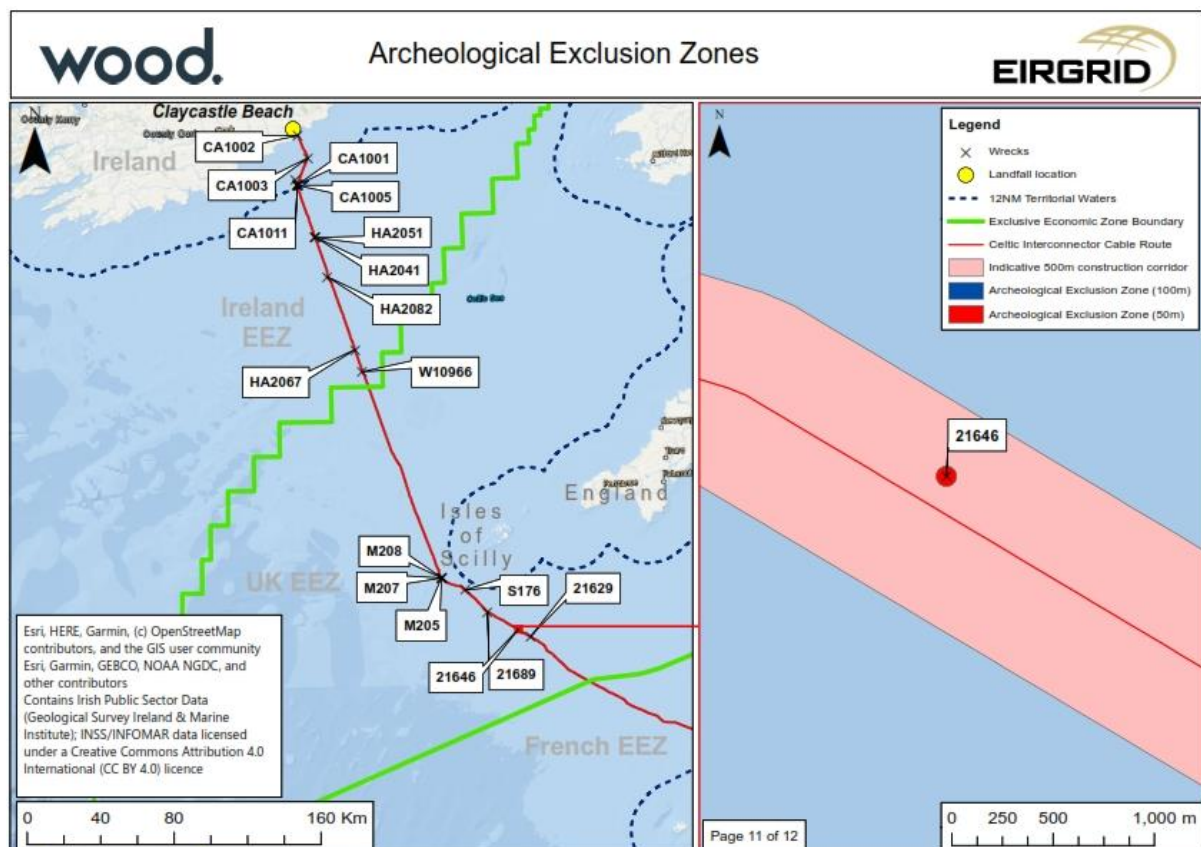 wood.
Archeological Exclusion Zones
EIRGRID
Claycastle Beach
N
Ireland
CA1002
CA1001
CA1003
CA1005
CA1011
HA2051
HA2041
HA2082
Ireland
EEZ
Celtic Sea
HA2067
W10966
England
Isles
of
Scilly
M208
UK EEZ
M207
S176
21629
M205
21646
21689
French EEZ
Esri, HERE, Garmin, (c) OpenStreetMap
contributors, and the GIS user community
Esri, Garmin, GEBCO, NOAA NGDC, and
other contributors
Contains Irish Public Sector Data
(Geological Survey Ireland & Marine
Institute); INSS/INFOMAR data licensed
under a Creative Commons Attribution 4.0
International (CC BY 4.0) licence
0 40 80 160 Km
N
Legend
Wrecks
Landfall location
12NM Territorial Waters
Exclusive Economic Zone Boundary
Celtic Interconnector Cable Route
Indicative 500m construction corridor
Archeological Exclusion Zone (100m)
Archeological Exclusion Zone (50m)
21646
Page 11 of 12
0 250 500 1,000 m